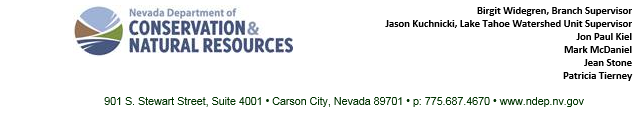 Nevada Department of
CONSERVATION &
NATURAL RESOURCES
Birgit Widegren, Branch Supervisor
Jason Kuchnicki, Lake Tahoe Watershed Unit Supervisor
Jon Paul Kiel
Mark McDaniel
Jean Stone
Patricia Tierney
901 S. Stewart Street, Suite 4001 • Carson City, Nevada 89701 • p: 775.687.4670 • www.ndep.nv.gov